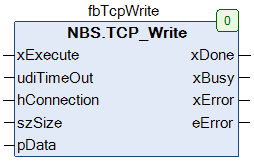 fbTcpWrite
0
NBS.TCP_Write
xExecute xDone
udiTimeOut xBusy
hConnection xError
szSize eError
pData